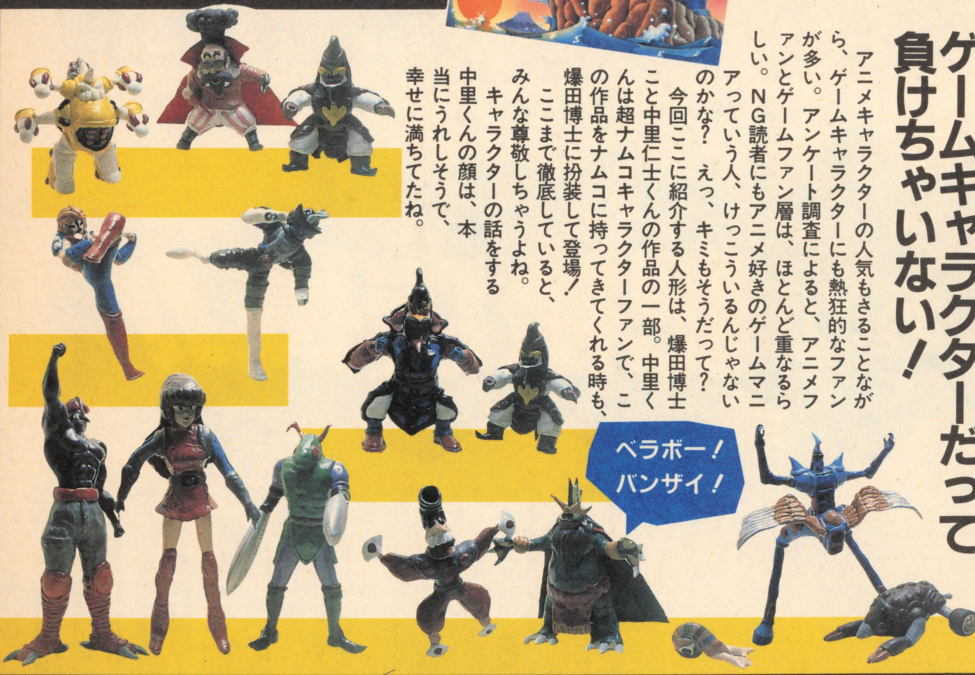 ゲームキャラクターだって
負けちゃいない！
アニメキャラクターの人気もさることなが
ら、ゲームキャラクターにも熱狂的なファン
が多い。アンケート調査によると、アニメフ
ァンとゲームファン層は、ほとんど重なるら
しい。NG読者にもアニメ好きのゲームマニ
アっていう人、けっこういるんじゃない
のかな？　えっ、キミもそうだって？
今回ここに紹介する人形は、爆田博士
こと中里仁士くんの作品の一部。中里く
んは超ナムコキャラクターファンで、こ
の作品をナムコに持ってきてくれる時も、
爆田博士に扮装して登場！
ここまで徹底していると、
みんな尊敬しちゃうよね。
キャラクターの話をする
中里くんの顔は、本
当にうれしそうで、
幸せに満ちてたね。
ベラボー！
バンザイ！